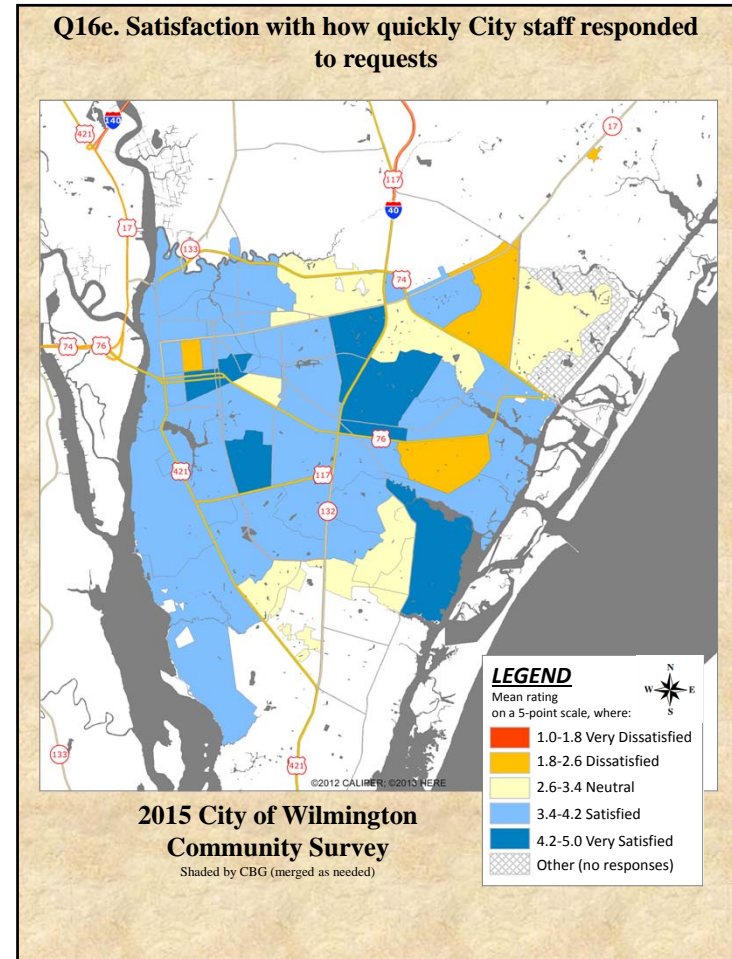 Q16e. Satisfaction with how quickly City staff responded
to requests
140
421
17
117
40
17
133
74
74
76
76
421
117
132
133
421
©2012 CALIPER; ©2013 HERE
LEGEND
Mean rating
on a 5-point scale, where:
N
W E
S
1.0-1.8 Very Dissatisfied
1.8-2.6 Dissatisfied
2.6-3.4 Neutral
3.4-4.2 Satisfied
4.2-5.0 Very Satisfied
Other (no responses)
2015 City of Wilmington
Community Survey
Shaded by CBG (merged as needed)